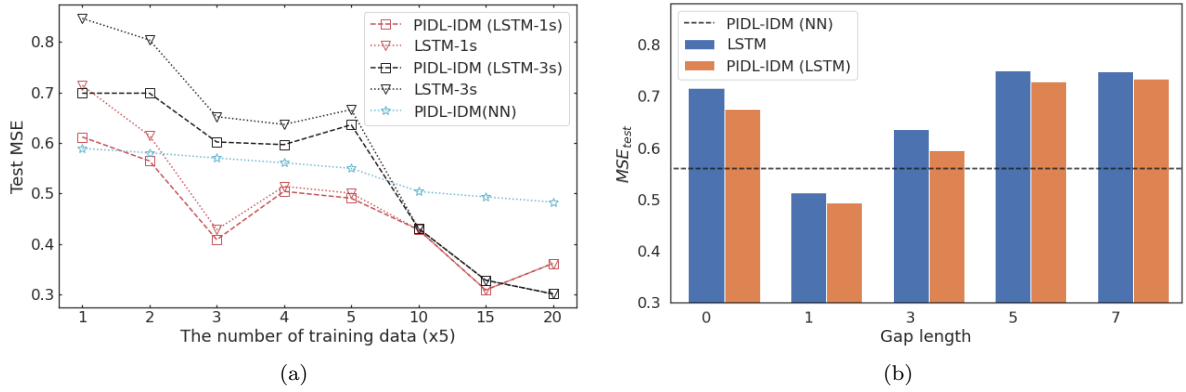 PIDL-IDM (LSTM-1s)
LSTM-1s
PIDL-IDM (LSTM-3s)
LSTM-3s
PIDL-IDM(NN)
Test MSE
0.8
0.7
0.6
0.5
0.4
0.3
1 2 3 4 5 10 15 20
The number of training data (x5)
(a)
PIDL-IDM (NN)
LSTM
PIDL-IDM (LSTM)
MSE_test
0.8
0.7
0.6
0.5
0.4
0.3
0 1 3 5 7
Gap length
(b)